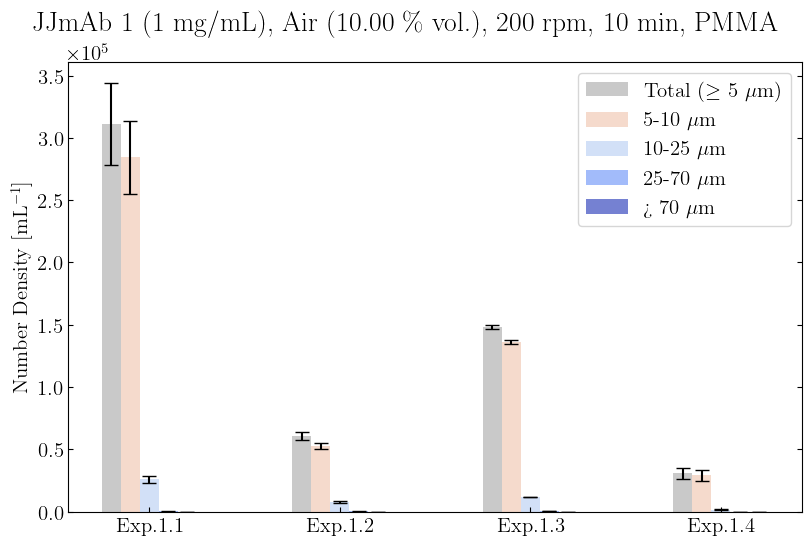 JJmAb 1 (1 mg/mL), Air (10.00 % vol.), 200 rpm, 10 min, PMMA
×10⁵
3.5
3.0
2.5
2.0
1.5
1.0
0.5
0.0
Number Density [mL⁻¹]
Total (≥ 5 μm)
5-10 μm
10-25 μm
25-70 μm
¿ 70 μm
Exp.1.1 Exp.1.2 Exp.1.3 Exp.1.4